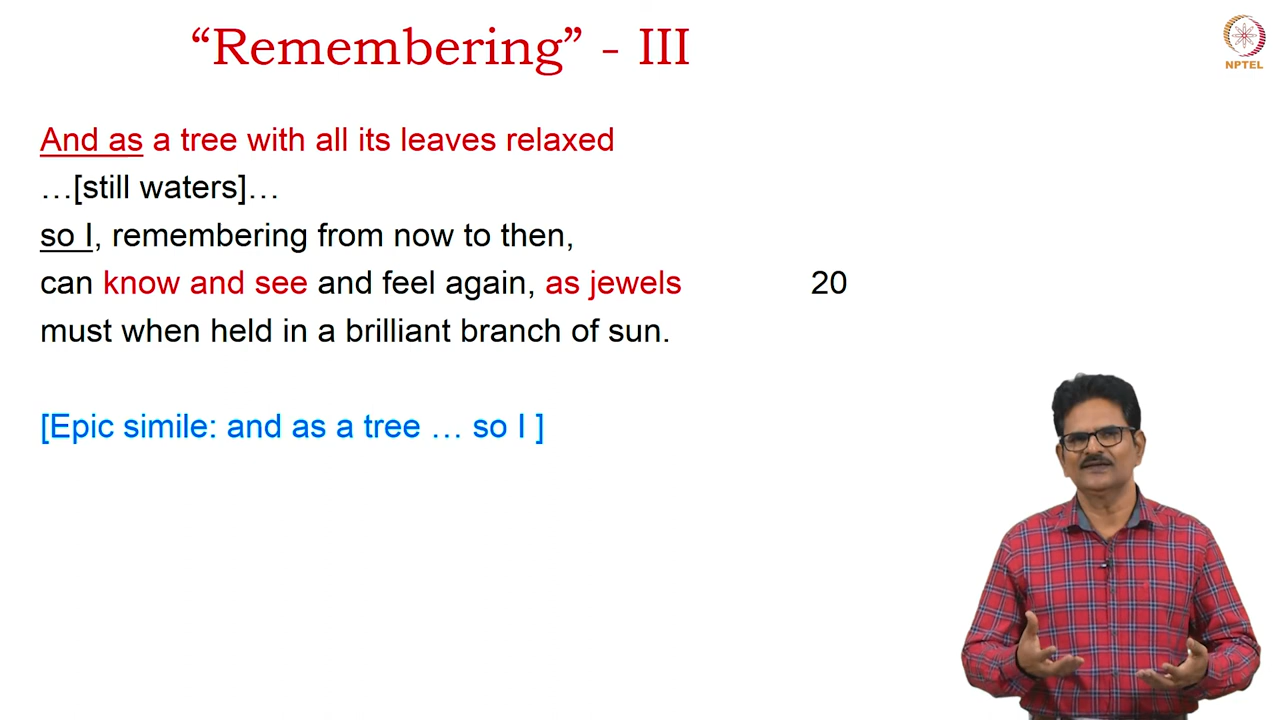 “Remembering” - III
NPTEL
And as a tree with all its leaves relaxed
…[still waters]…
so I, remembering from now to then,
can know and see and feel again, as jewels 20
must when held in a brilliant branch of sun.
[Epic simile: and as a tree … so I ]